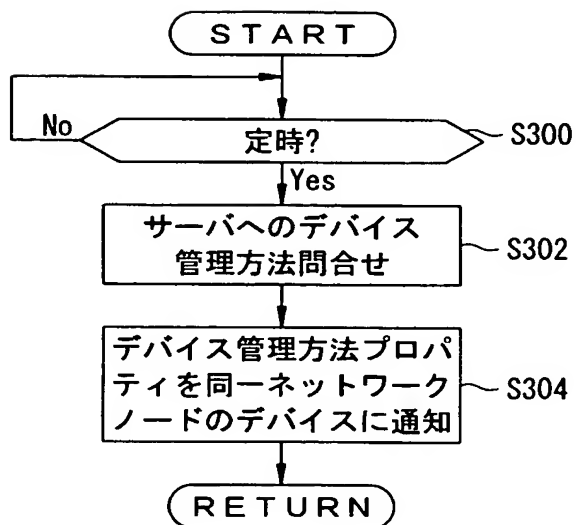 START
No
定時?
S300
Yes
サーバへのデバイス
管理方法問合せ
S302
デバイス管理方法プロパ
ティを同一ネットワーク
ノードのデバイスに通知
S304
RETURN